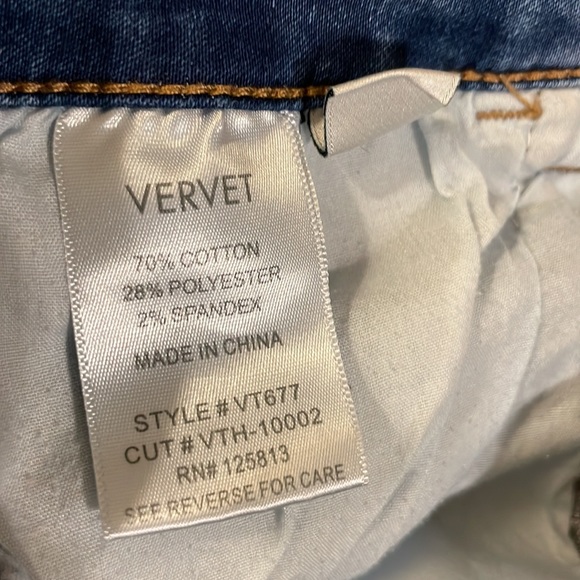 VERVET
70% COTTON
28% POLYESTER
2% SPANDEX
MADE IN CHINA
STYLE # VT677
CUT # VTH-10002
RN# 125813
SEE REVERSE FOR CARE